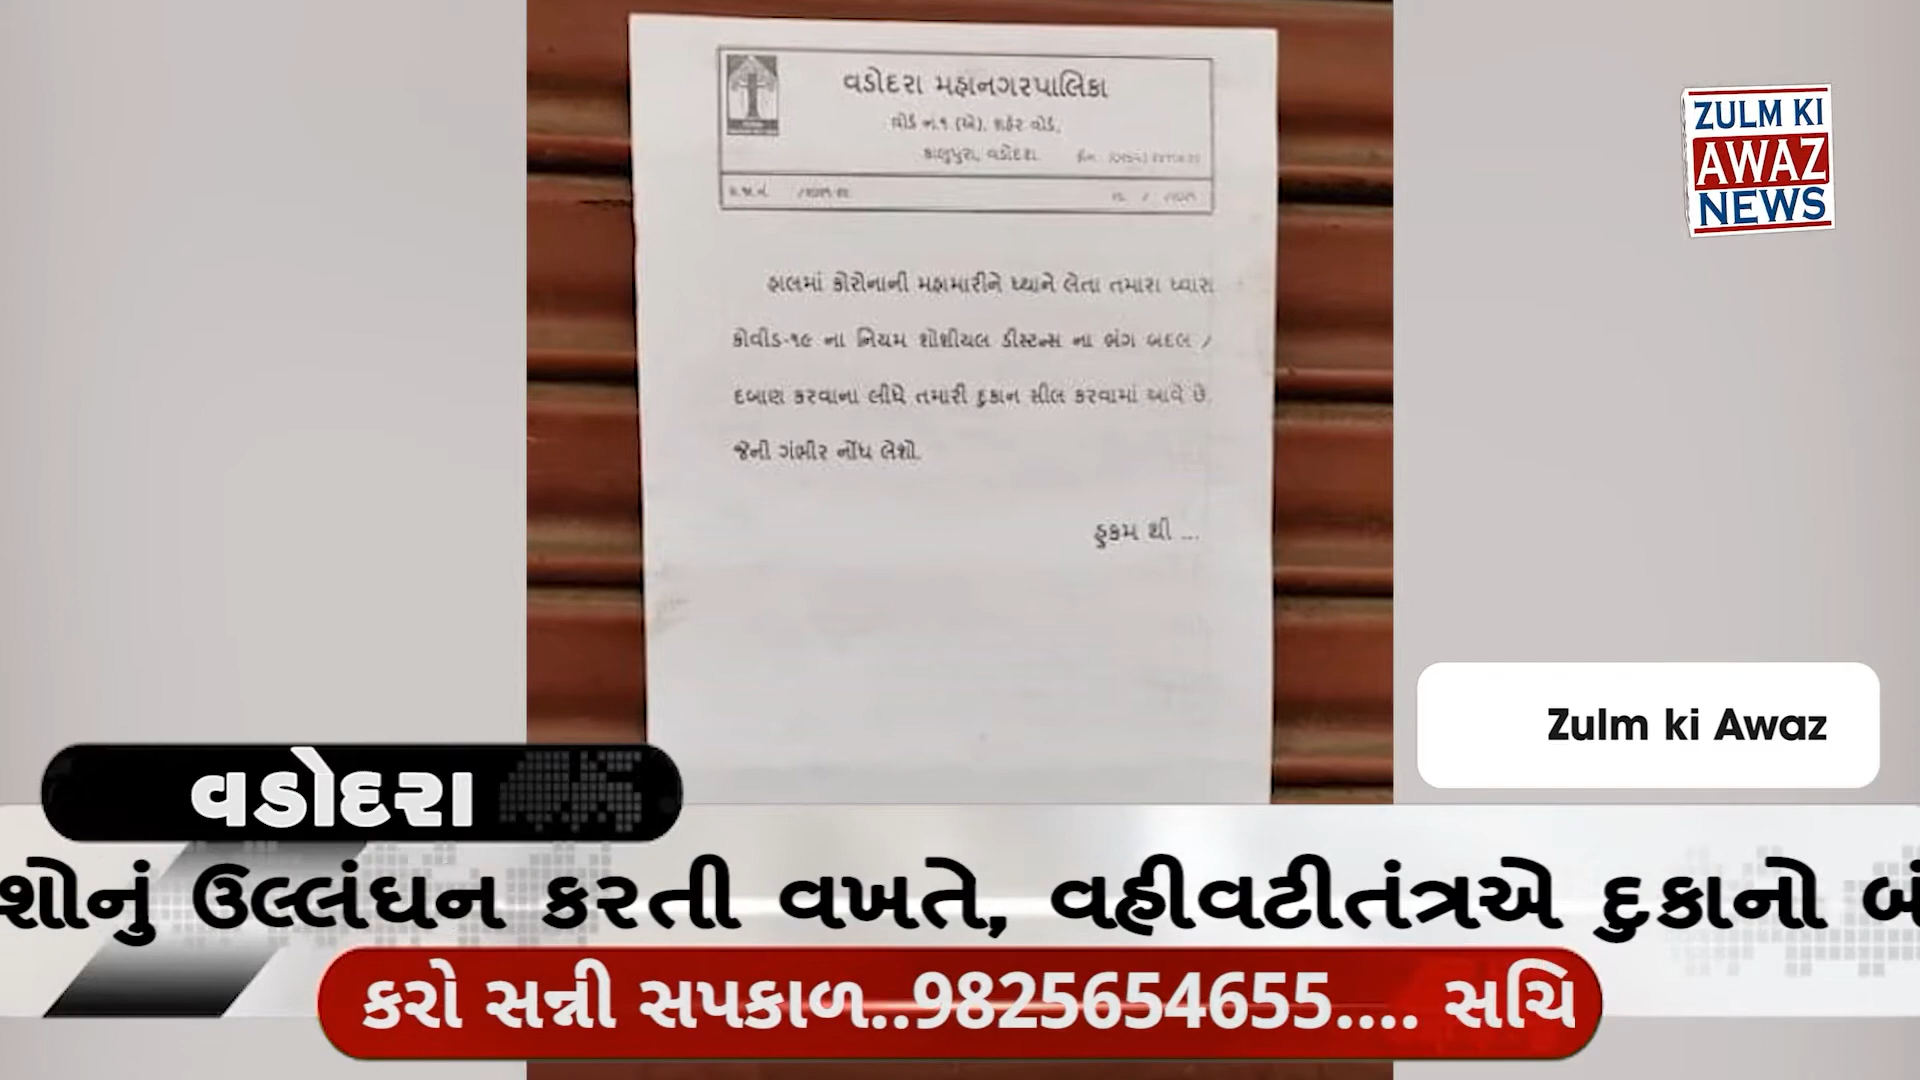 વડોદરા મહાનગરપાલિકા
વોર્ડ નં.૧ (એ), શહેર વોર્ડ,
કાલુપુરા, વડોદરા.
હાલમાં કોરોનાની મહામારીને ધ્યાને લેતા તમારા ધ્વારા
કોવીડ-૧૯ ના નિયમ શોશીયલ ડીસ્ટન્સ ના ભંગ બદલ /
દબાણ કરવાના લીધે તમારી દુકાન સીલ કરવામાં આવે છે.
જેની ગંભીર નોંધ લેશો.
હુકમ થી ...
ZULM KI
AWAZ
NEWS
Zulm ki Awaz
વડોદરા
શોનું ઉલ્લંઘન કરતી વખતે, વહીવટીતંત્રએ દુકાનો બં
કરો સન્ની સપકાળ..9825654655.... સચિ